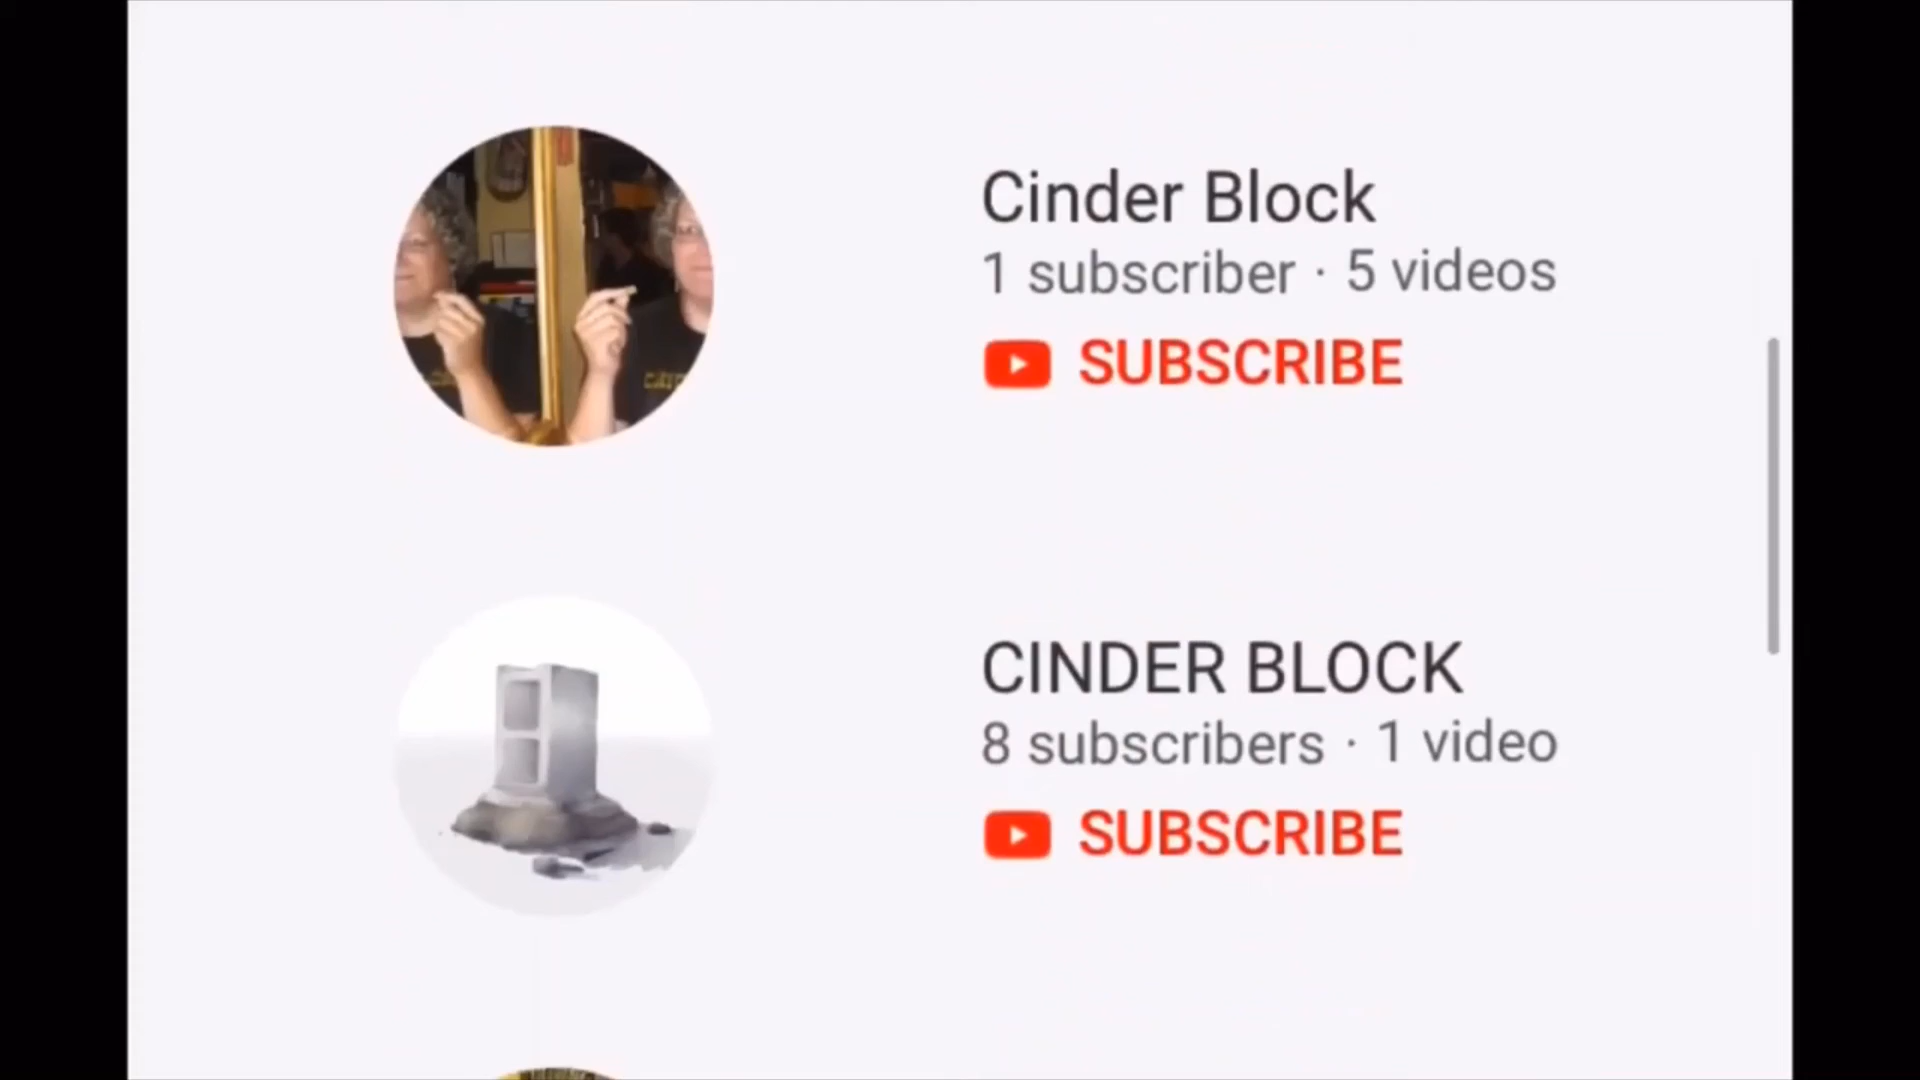 Cinder Block
1 subscriber · 5 videos
SUBSCRIBE
CINDER BLOCK
8 subscribers · 1 video
SUBSCRIBE